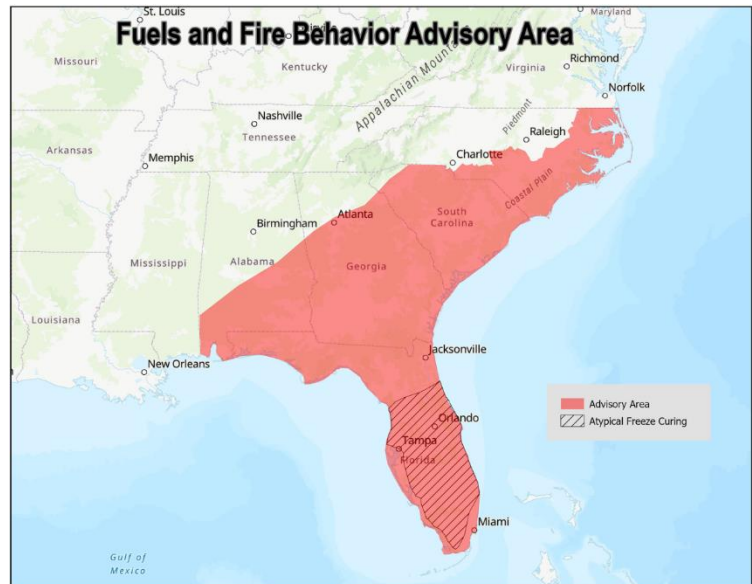 St. Louis
Maryland
Fuels and Fire Behavior Advisory Area
Missouri
Kentucky
Virginia
Richmond
Appalachian
Norfolk
Nashville
Tennessee
Piedmont
Raleigh
Arkansas
Memphis
Charlotte
Coastal Plain
South
Carolina
Atlanta
Birmingham
Mississippi
Alabama
Georgia
Louisiana
Jacksonville
New Orleans
Advisory Area
Orlando
Atypical Freeze Curing
Tampa
Florida
Miami
Gulf of
Mexico